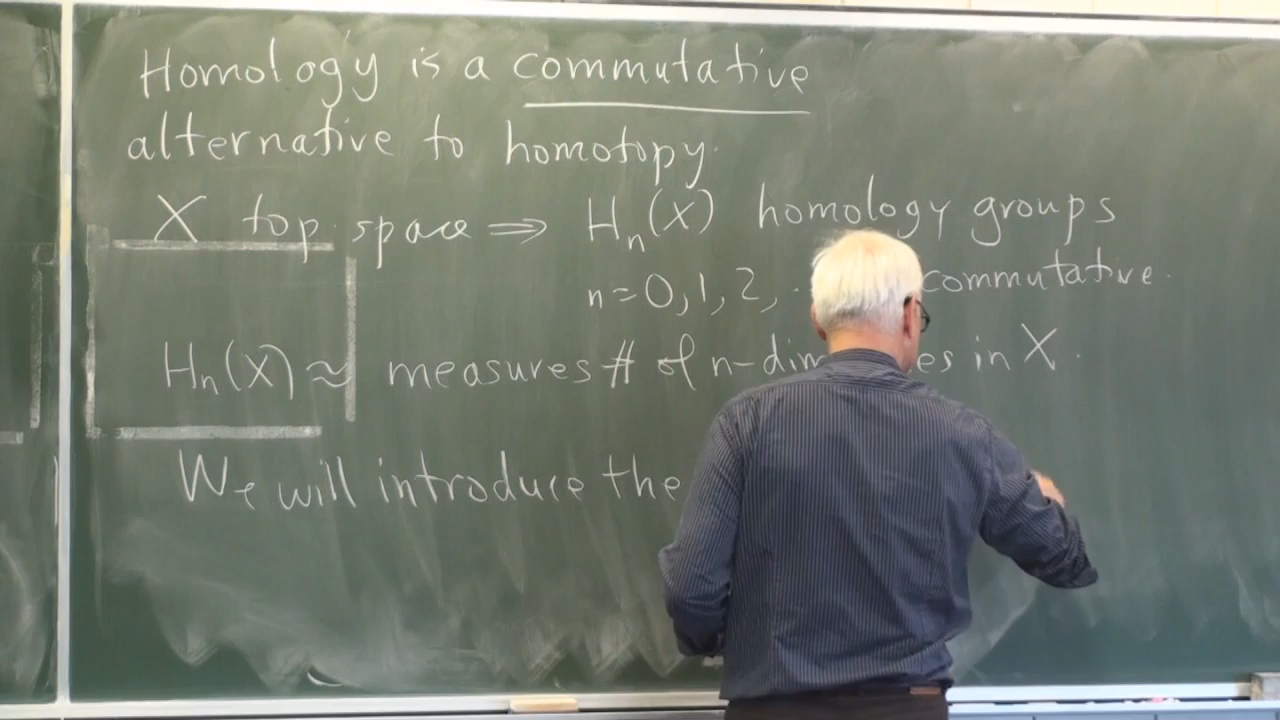 Homology is a commutative
alternative to homotopy.
X top. space ⇒ Hn(X) homology groups
n=0,1,2, commutative.
Hn(X) ≈ measures # of n-dim in X.
We will introduce the